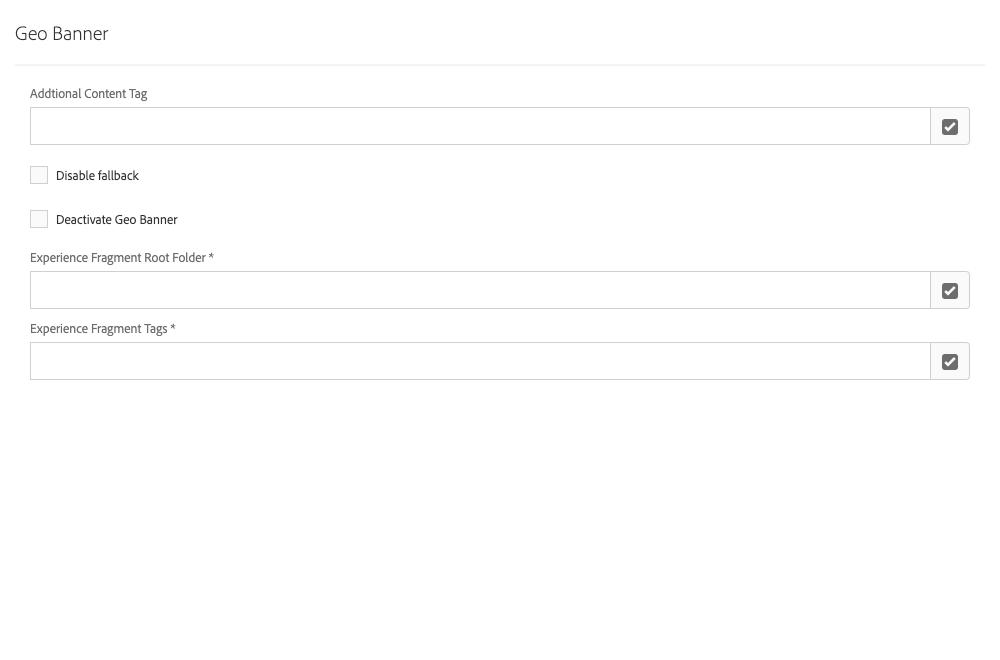 Geo Banner
Addtional Content Tag
Disable fallback
Deactivate Geo Banner
Experience Fragment Root Folder *
Experience Fragment Tags *